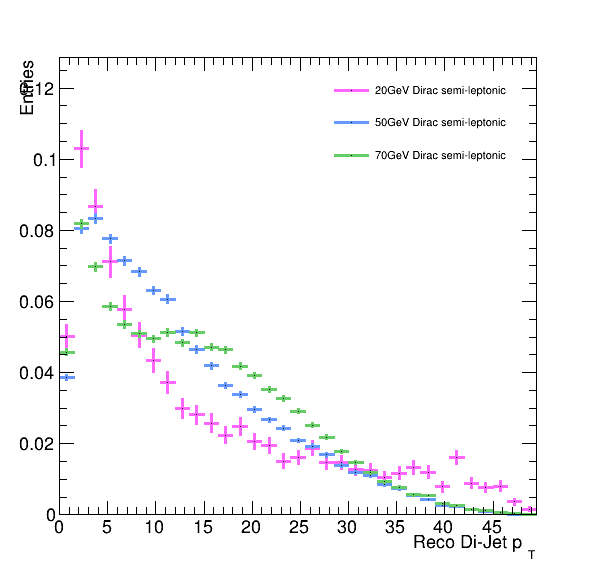 Entries
0.12
0.1
0.08
0.06
0.04
0.02
0
20GeV Dirac semi-leptonic
50GeV Dirac semi-leptonic
70GeV Dirac semi-leptonic
0 5 10 15 20 25 30 35 40 45
Reco Di-Jet p
T